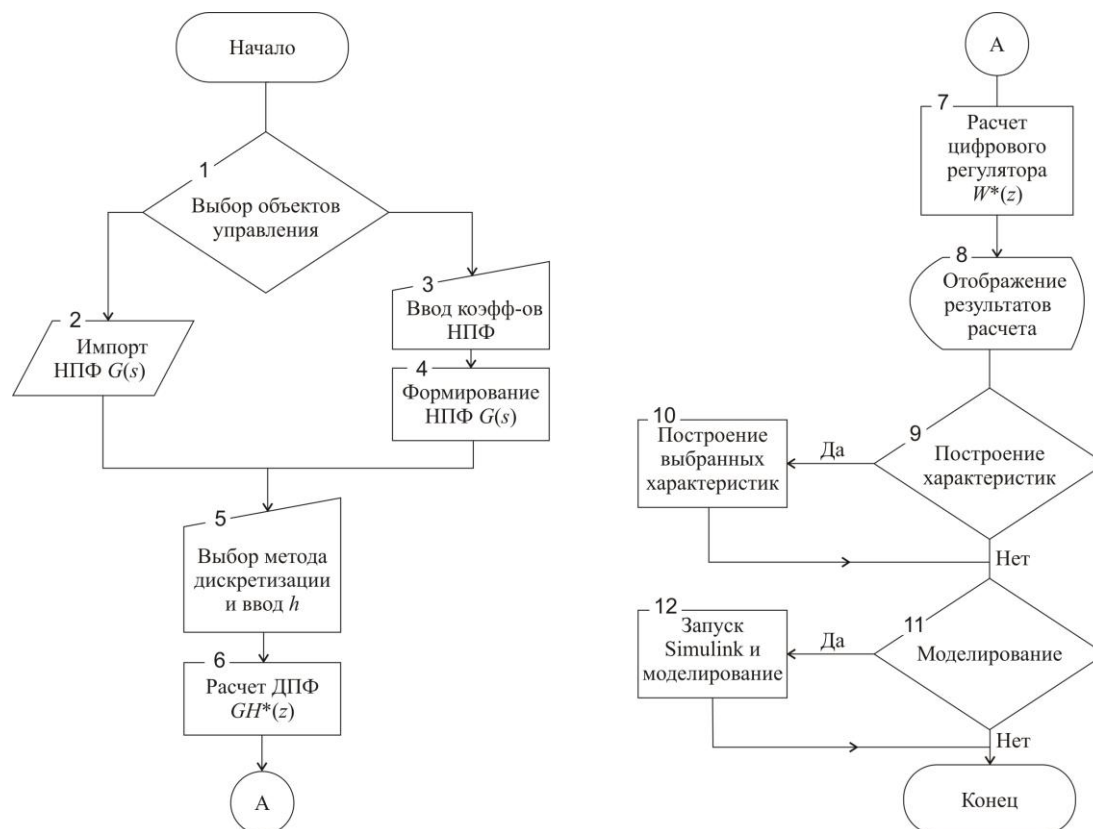 Начало
1
Выбор объектов
управления
2
Импорт
НПФ G(s)
3
Ввод коэфф-ов
НПФ
4
Формирование
НПФ G(s)
5
Выбор метода
дискретизации
и ввод h
6
Расчет ДПФ
GH*(z)
А
А
7
Расчет
цифрового
регулятора
W*(z)
8
Отображение
результатов
расчета
9
Построение
характеристик
Да
10
Построение
выбранных
характеристик
Нет
11
Моделирование
Да
12
Запуск
Simulink и
моделирование
Нет
Конец